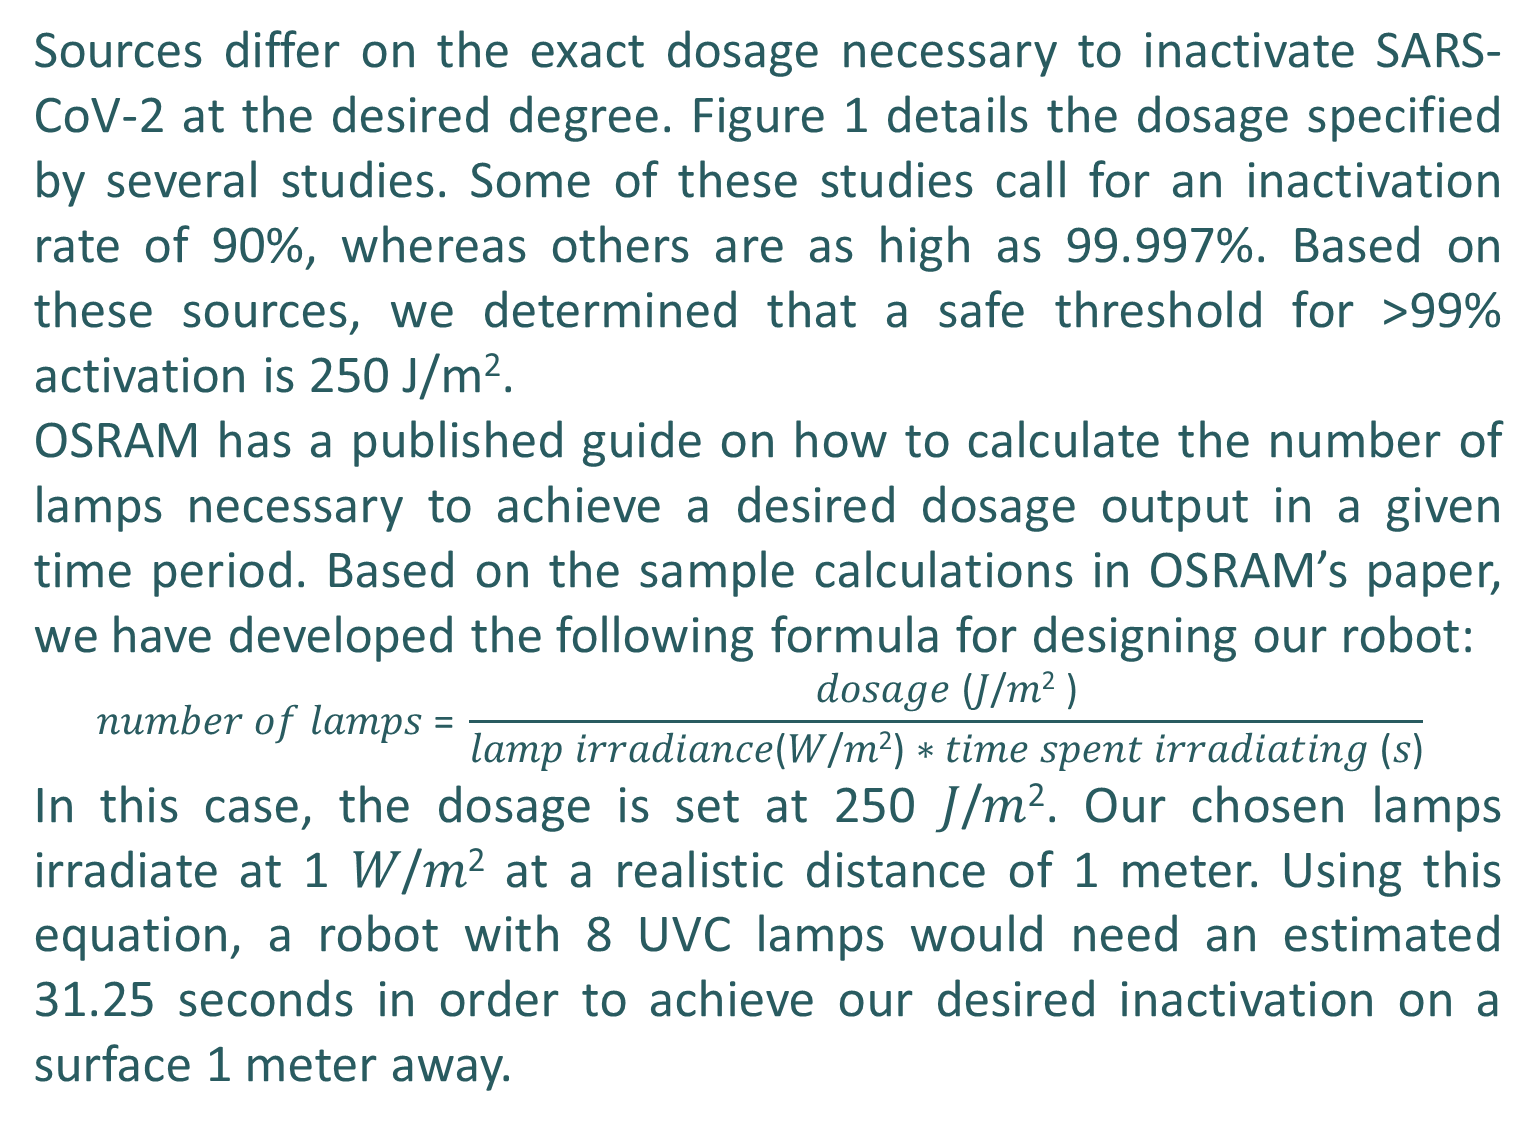 Sources differ on the exact dosage necessary to inactivate SARS-
CoV-2 at the desired degree. Figure 1 details the dosage specified
by several studies. Some of these studies call for an inactivation
rate of 90%, whereas others are as high as 99.997%. Based on
these sources, we determined that a safe threshold for >99%
activation is 250 J/m².
OSRAM has a published guide on how to calculate the number of
lamps necessary to achieve a desired dosage output in a given
time period. Based on the sample calculations in OSRAM’s paper,
we have developed the following formula for designing our robot:
dosage (J/m² )
number of lamps =
lamp irradiance(W/m²) * time spent irradiating (s)
In this case, the dosage is set at 250 J/m². Our chosen lamps
irradiate at 1 W/m² at a realistic distance of 1 meter. Using this
equation, a robot with 8 UVC lamps would need an estimated
31.25 seconds in order to achieve our desired inactivation on a
surface 1 meter away.